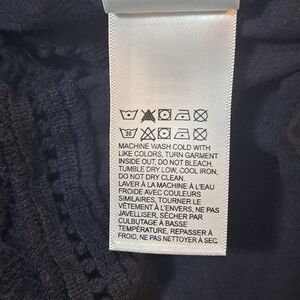 30
MACHINE WASH COLD WITH
LIKE COLORS, TURN GARMENT
INSIDE OUT, DO NOT BLEACH,
TUMBLE DRY LOW, COOL IRON,
DO NOT DRY CLEAN.
LAVER À LA MACHINE À L'EAU
FROIDE AVEC COULEURS
SIMILAIRES, TOURNER LE
VÊTEMENT À L'ENVERS, NE PAS
JAVELLISER, SÉCHER PAR
CULBUTAGE À BASSE
TEMPÉRATURE, REPASSER À
FROID, NE PAS NETTOYER À SEC.